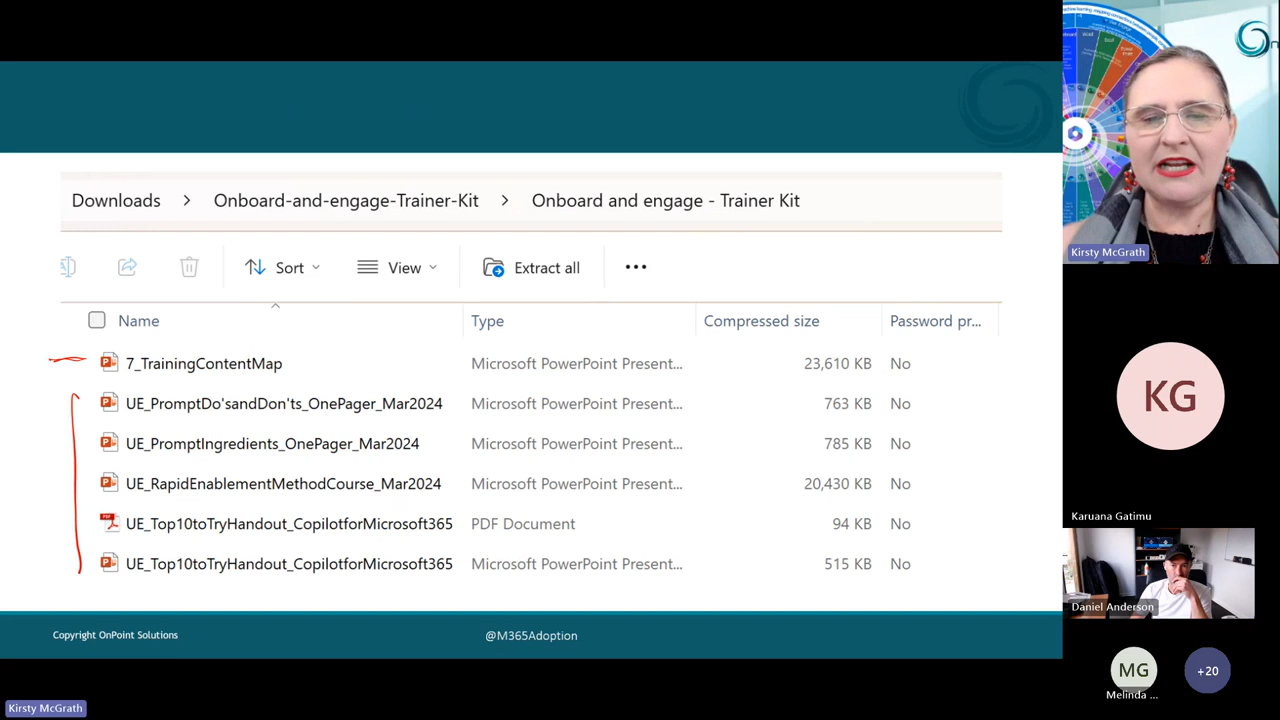 Downloads > Onboard-and-engage-Trainer-Kit > Onboard and engage - Trainer Kit
Sort View Extract all •••
Name Type Compressed size Password pr...
7_TrainingContentMap Microsoft PowerPoint Present... 23,610 KB No
UE_PromptDo'sandDon'ts_OnePager_Mar2024 Microsoft PowerPoint Present... 763 KB No
UE_PromptIngredients_OnePager_Mar2024 Microsoft PowerPoint Present... 785 KB No
UE_RapidEnablementMethodCourse_Mar2024 Microsoft PowerPoint Present... 20,430 KB No
UE_Top10toTryHandout_CopilotforMicrosoft365 PDF Document 94 KB No
UE_Top10toTryHandout_CopilotforMicrosoft365 Microsoft PowerPoint Present... 515 KB No
Copyright OnPoint Solutions @M365Adoption
Kirsty McGrath
Kirsty McGrath
KG
Karuana Gatimu
Daniel Anderson
MG +20
Melinda ...